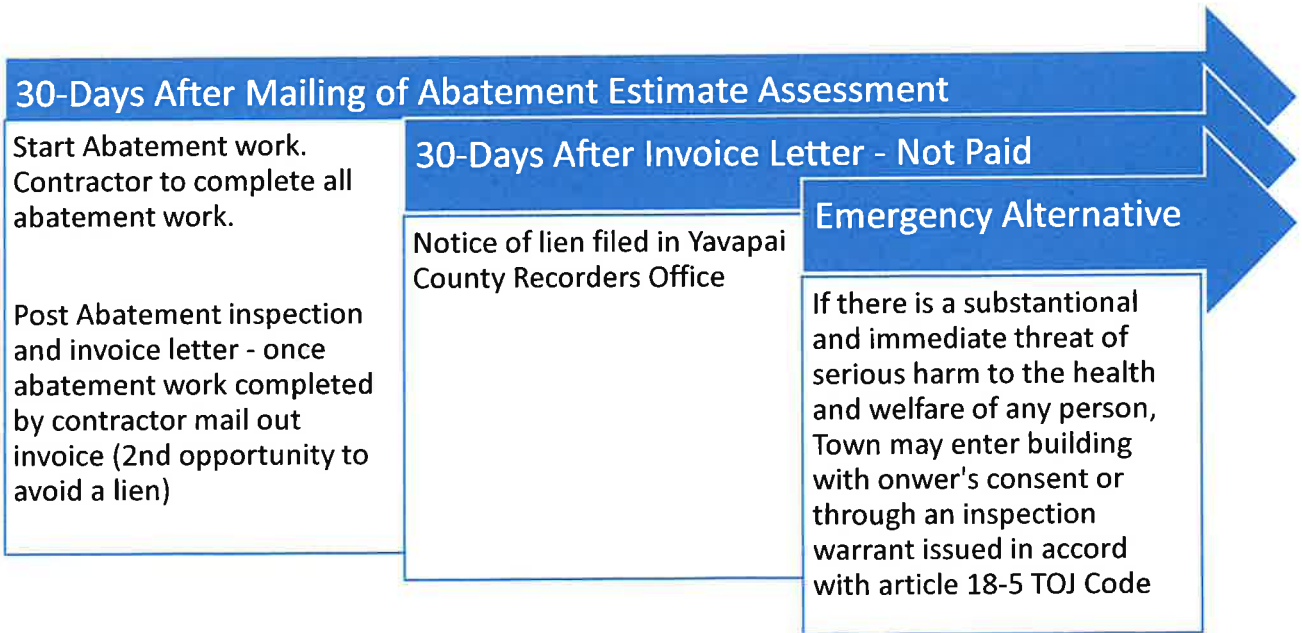 30-Days After Mailing of Abatement Estimate Assessment
Start Abatement work.
Contractor to complete all
abatement work.
Post Abatement inspection
and invoice letter - once
abatement work completed
by contractor mail out
invoice (2nd opportunity to
avoid a lien)
30-Days After Invoice Letter - Not Paid
Notice of lien filed in Yavapai
County Recorders Office
Emergency Alternative
If there is a substantional
and immediate threat of
serious harm to the health
and welfare of any person,
Town may enter building
with onwer's consent or
through an inspection
warrant issued in accord
with article 18-5 TOJ Code